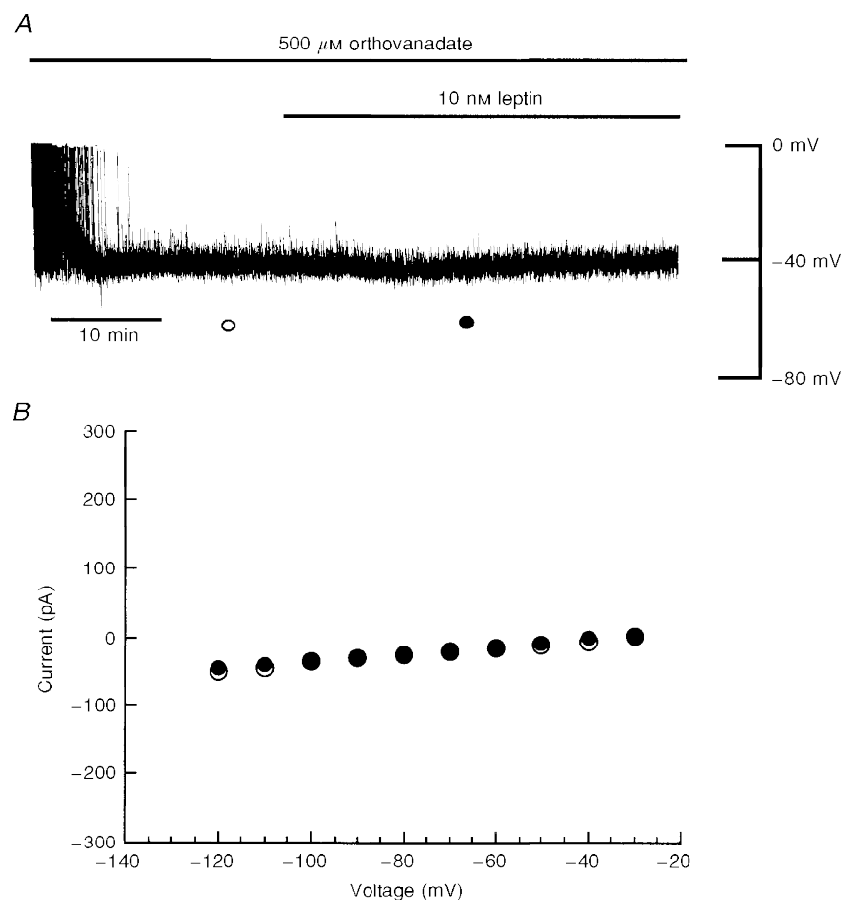 A
500 μM orthovanadate
10 nM leptin
0 mV
−40 mV
−80 mV
10 min
B
300
200
100
0
−100
−200
−300
Current (pA)
−140
−120
−100
−80
−60
−40
−20
Voltage (mV)